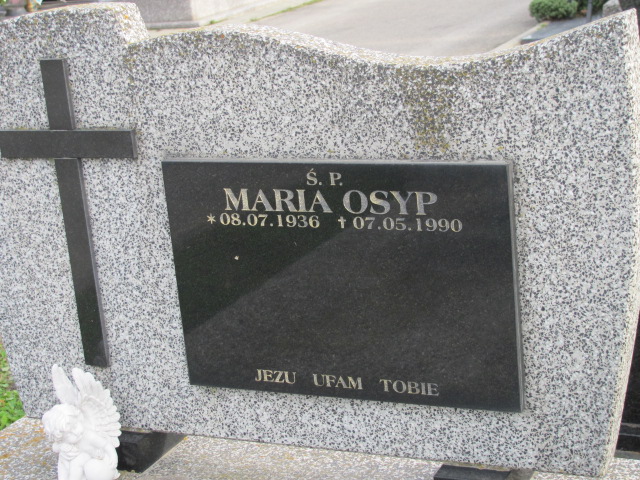 Ś. P.
MARIA OSYP
*08.07.1936 †07.05.1990
JEZU UFAM TOBIE